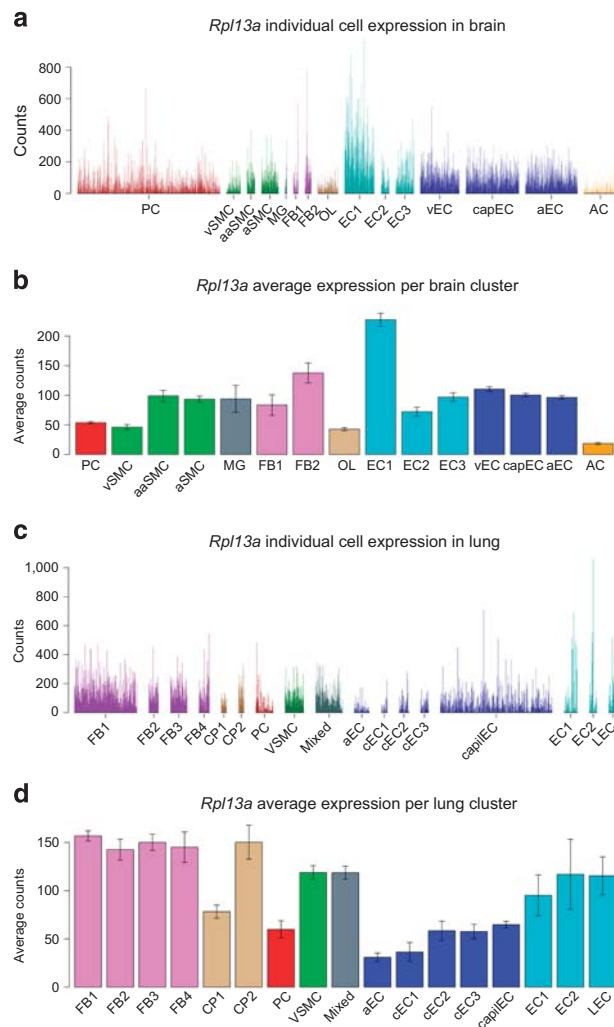 a
Rpl13a individual cell expression in brain
Counts
800
600
400
200
0
PC vSMC aaSMC aSMC MG FB1 FB2 OL EC1 EC2 EC3 vEC capEC aEC AC
b
Rpl13a average expression per brain cluster
Average counts
200
150
100
50
0
PC vSMC aaSMC aSMC MG FB1 FB2 OL EC1 EC2 EC3 vEC capEC aEC AC
c
Rpl13a individual cell expression in lung
Counts
1,000
800
600
400
200
0
FB1 FB2 FB3 FB4 CP1 CP2 PC VSMC Mixed aEC cEC1 cEC2 cEC3 capilEC EC1 EC2 LEC
d
Rpl13a average expression per lung cluster
Average counts
150
100
50
0
FB1 FB2 FB3 FB4 CP1 CP2 PC VSMC Mixed aEC cEC1 cEC2 cEC3 capilEC EC1 EC2 LEC